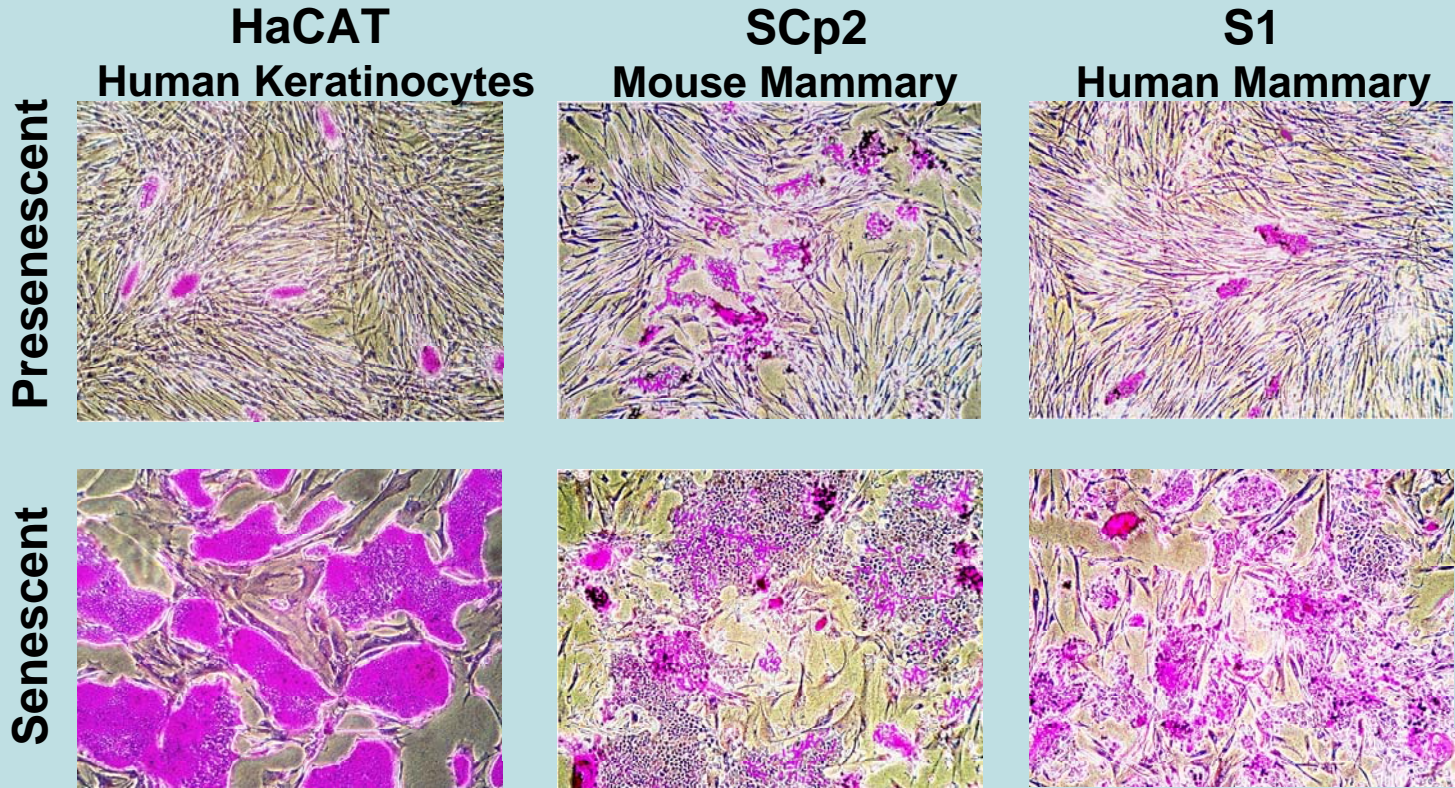 HaCAT
Human Keratinocytes
SCp2
Mouse Mammary
S1
Human Mammary
Presenescent
Senescent